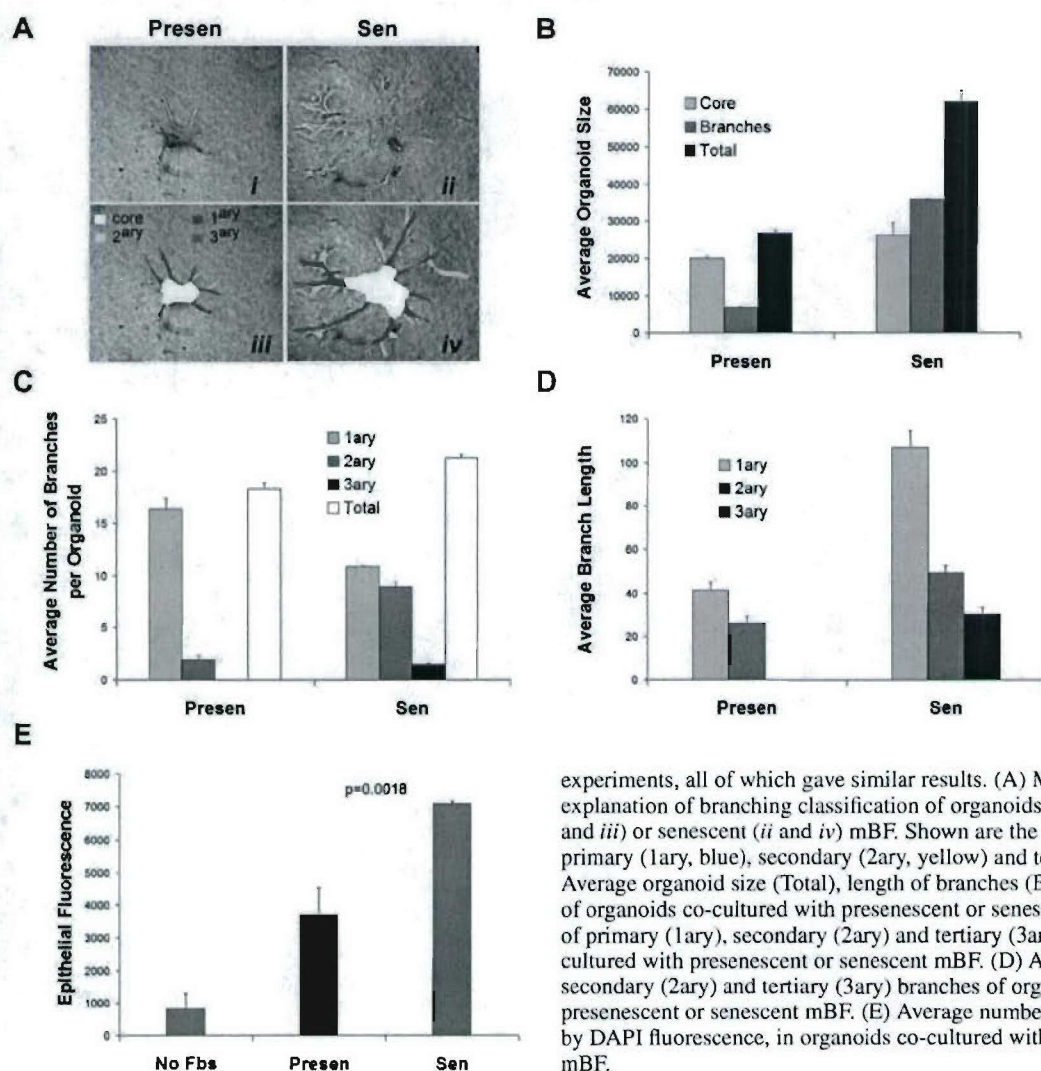 A
Presen
Sen
i
ii
core
1ary
2ary
3ary
iii
iv
B
Average Organoid Size
70000
60000
50000
40000
30000
20000
10000
0
Core
Branches
Total
Presen
Sen
C
Average Number of Branches
per Organoid
25
20
15
10
5
0
1ary
2ary
3ary
Total
Presen
Sen
D
Average Branch Length
120
100
80
60
40
20
0
1ary
2ary
3ary
Presen
Sen
E
Epithelial Fluorescence
8000
7000
6000
5000
4000
3000
2000
1000
0
p=0.0018
No Fbs
Presen
Sen
experiments, all of which gave similar results. (A) M
explanation of branching classification of organoids
and iii) or senescent (ii and iv) mBF. Shown are the
primary (1ary, blue), secondary (2ary, yellow) and te
Average organoid size (Total), length of branches (B
of organoids co-cultured with presenescent or senes
of primary (1ary), secondary (2ary) and tertiary (3ar
cultured with presenescent or senescent mBF. (D) A
secondary (2ary) and tertiary (3ary) branches of orga
presenescent or senescent mBF. (E) Average number
by DAPI fluorescence, in organoids co-cultured with
mBF.